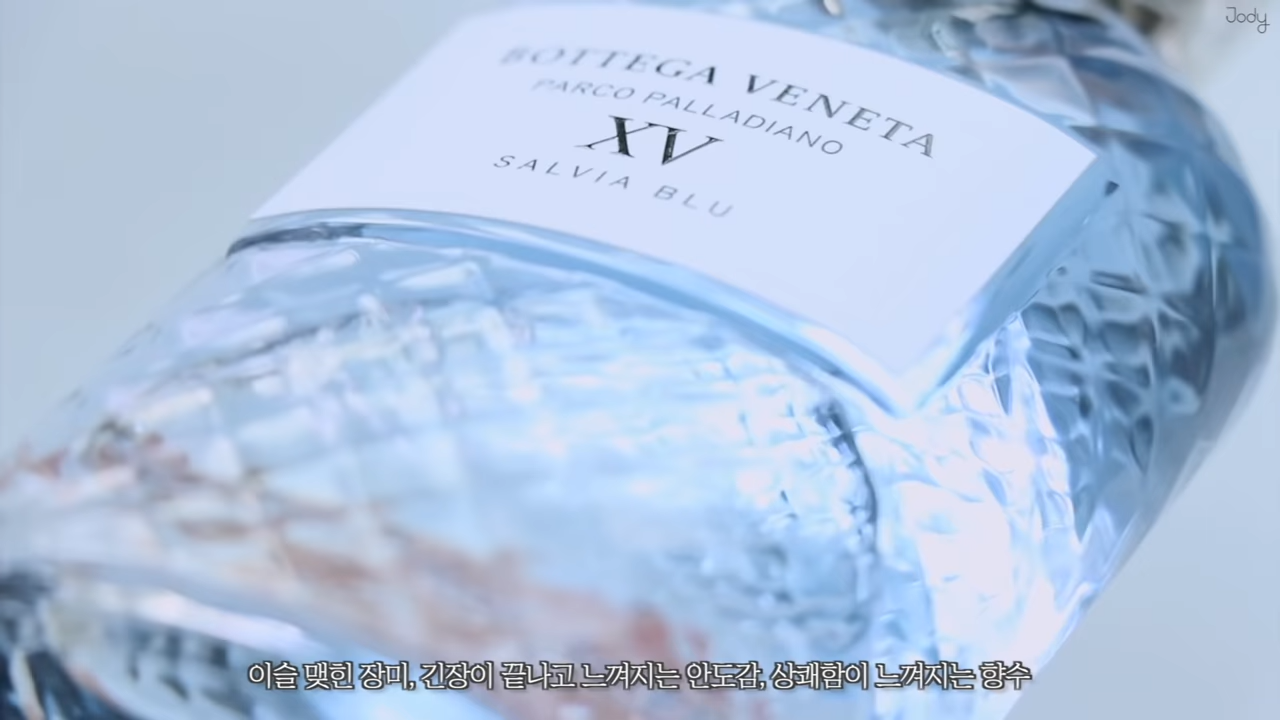 Jody
BOTTEGA VENETA
PARCO PALLADIANO
XV
SALVIA BLU
이슬 맺힌 장미, 긴장이 끝나고 느껴지는 안도감, 상쾌함이 느껴지는 향수